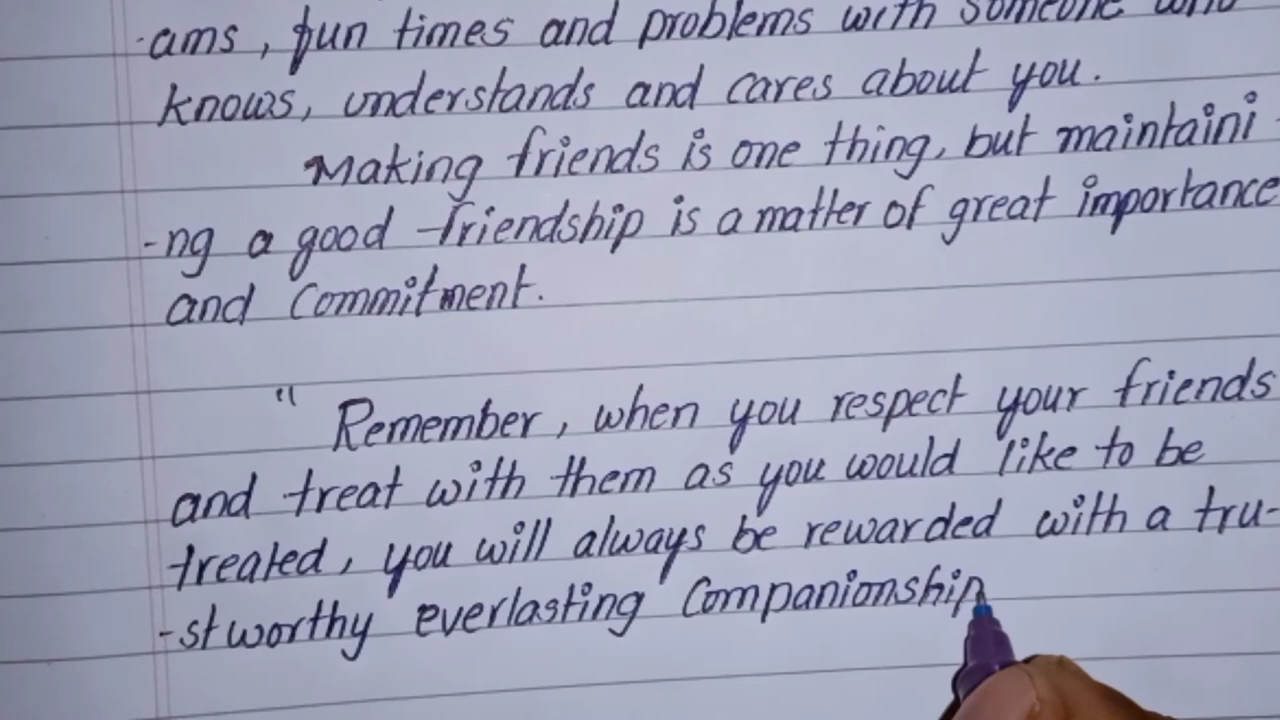 -ams, fun times and problems with someone who
knows, understands and cares about you.
Making friends is one thing, but maintaini-
-ng a good friendship is a matter of great importance
and Commitment.
" Remember, when you respect your friends
and treat with them as you would like to be
treated, you will always be rewarded with a tru-
-stworthy everlasting Companionship